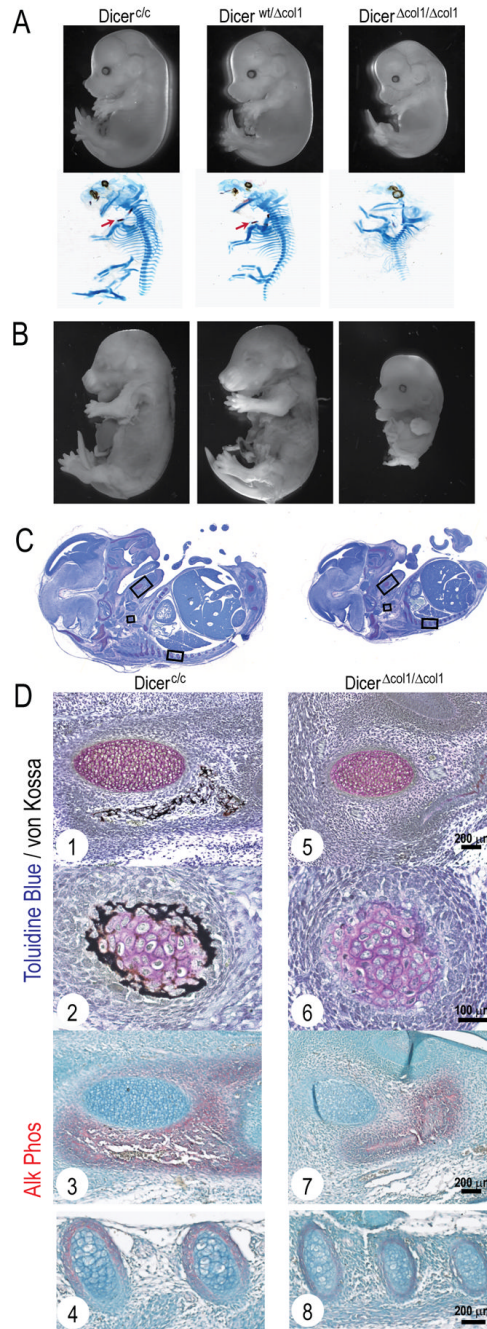 A
Dicer^c/c Dicer ^wt/Δcol1 Dicer ^Δcol1/Δcol1
B
C
Dicer^c/c Dicer ^Δcol1/Δcol1
D
Toluidine Blue / von Kossa
1
5
200 μm
2
6
100 μm
Alk Phos
3
7
200 μm
4
8
200 μm